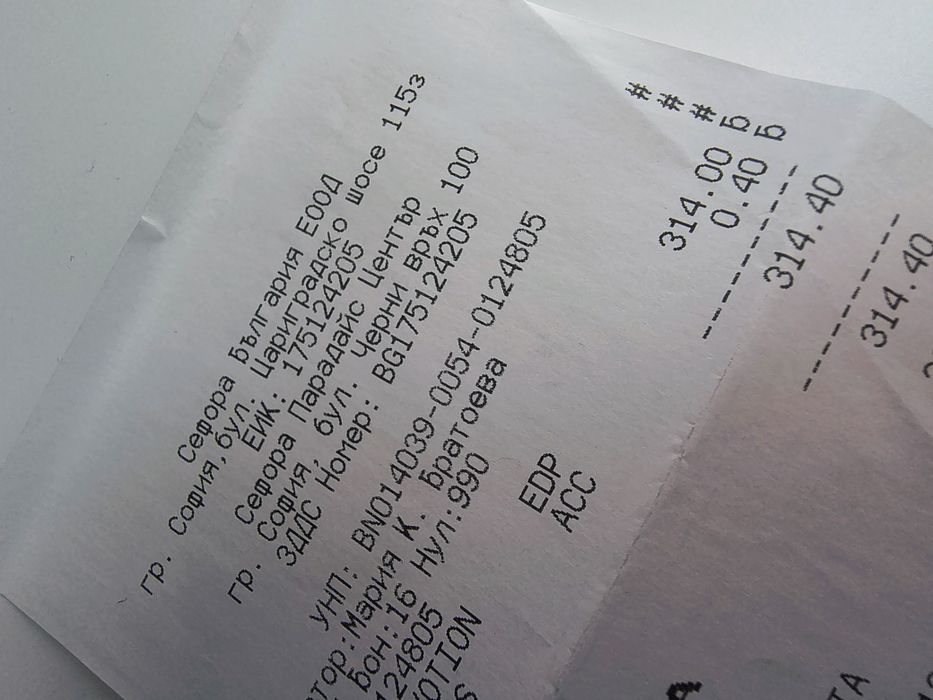 Сефора България ЕООД
гр. София,бул. Цариградско шосе 115з
ЕИК: 175124205
Сефора Парадайс Център
гр. София, бул. Черни връх 100
ЗДДС Номер: BG175124205
УНП: BN014039-0054-0124805
тор:Мария К. Братоева
бон:16 Нул.:990
124805
#
#
#
EDP 314.00 Б
ACC 0.40 Б
314.40
314.40